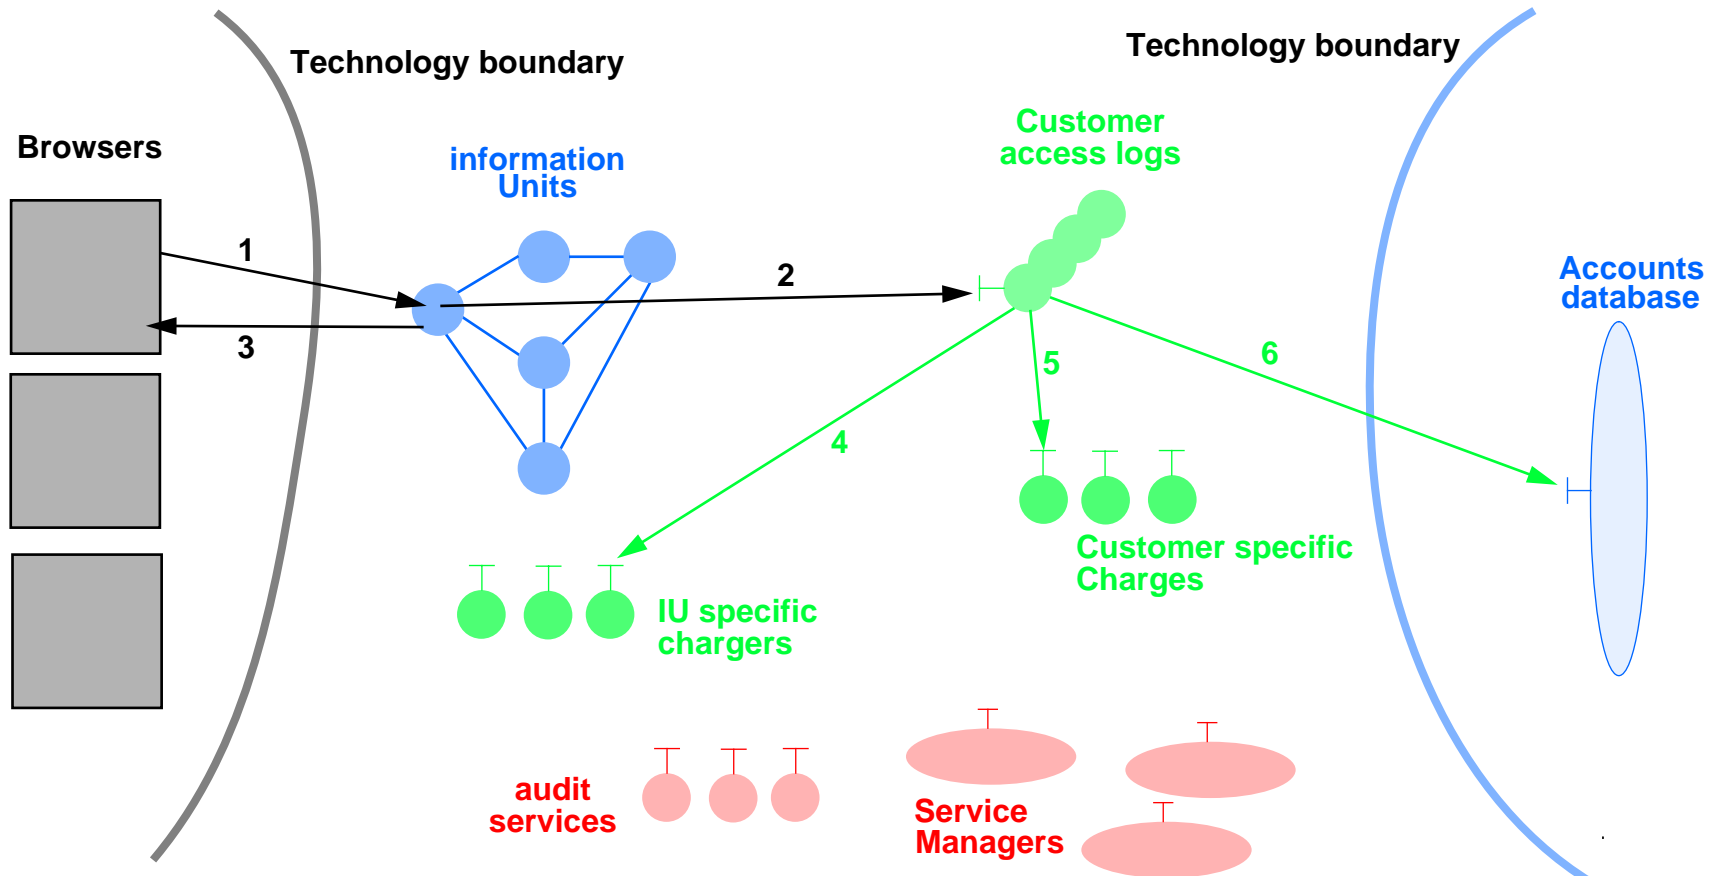 Technology boundary
Technology boundary
Browsers
information
Units
Customer
access logs
Accounts
database
1
2
3
4
5
6
Customer specific
Charges
IU specific
chargers
audit
services
Service
Managers